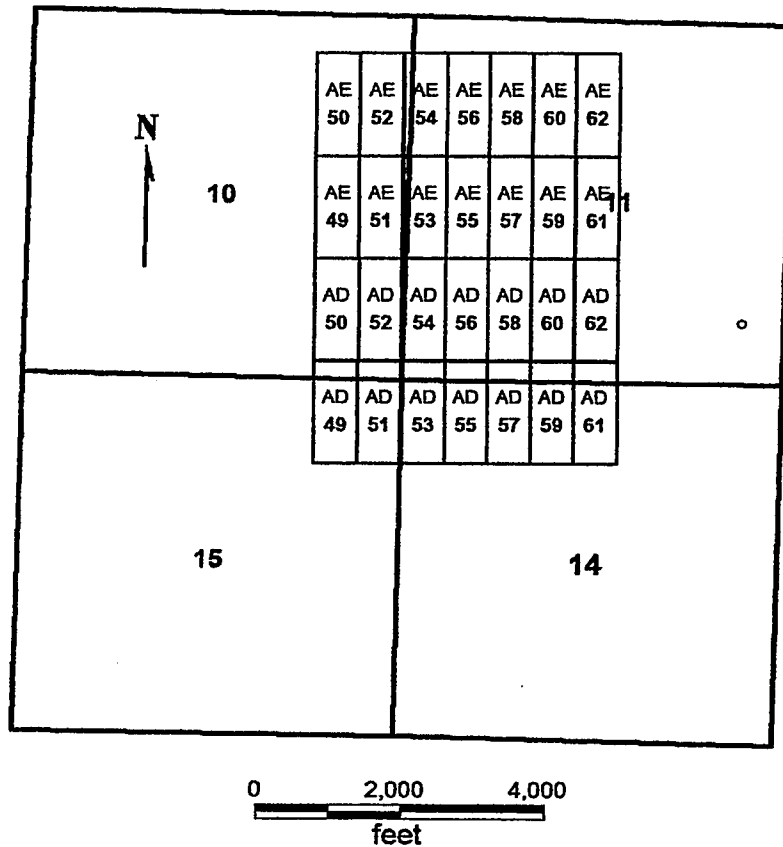 N
10
11
AE AE AE AE AE AE AE
50 52 54 56 58 60 62
AE AE AE AE AE AE AE
49 51 53 55 57 59 61
AD AD AD AD AD AD AD
50 52 54 56 58 60 62
AD AD AD AD AD AD AD
49 51 53 55 57 59 61
15
14
0 2,000 4,000
feet